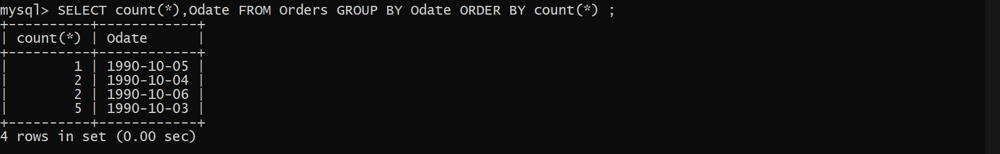 mysql> SELECT count(*),Odate FROM Orders GROUP BY Odate ORDER BY count(*) ;
+----------+------------+
| count(*) | Odate      |
+----------+------------+
|        1 | 1990-10-05 |
|        2 | 1990-10-04 |
|        2 | 1990-10-06 |
|        5 | 1990-10-03 |
+----------+------------+
4 rows in set (0.00 sec)